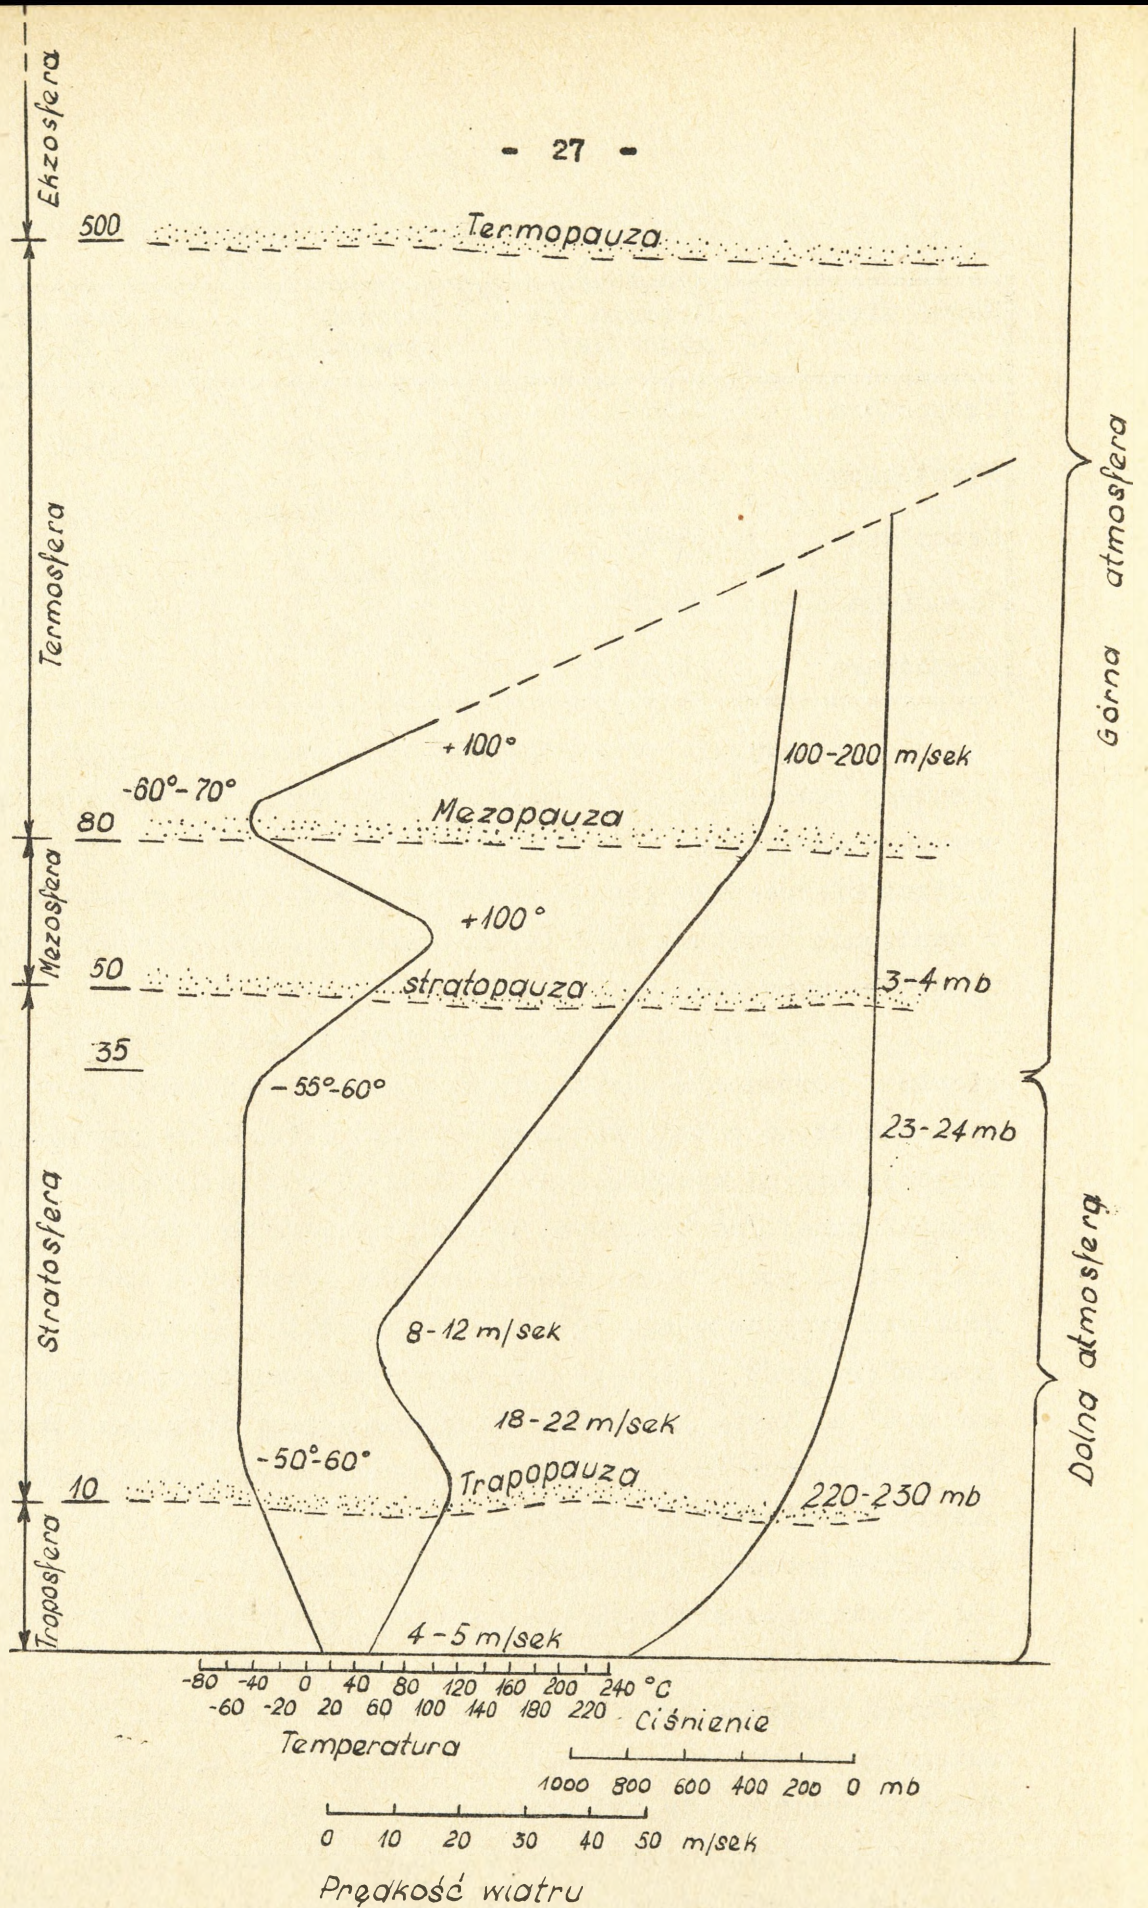 - 27 -
Ekzosfera
500
Termopauza
Termosfera
Górna atmosfera
+100°
100-200 m/sek
-60°-70°
80
Mezopauza
Mezosfera
+100°
50
stratopauza
3-4 mb
35
-55°-60°
23-24 mb
Stratosfera
Dolna atmosfera
8-12 m/sek
18-22 m/sek
-50°-60°
Trapopauza
10
220-230 mb
Troposfera
4-5 m/sek
-80 -40 0 40 80 120 160 200 240 °C
-60 -20 20 60 100 140 180 220
Ciśnienie
Temperatura
1000 800 600 400 200 0 mb
0 10 20 30 40 50 m/sek
Prędkość wiatru